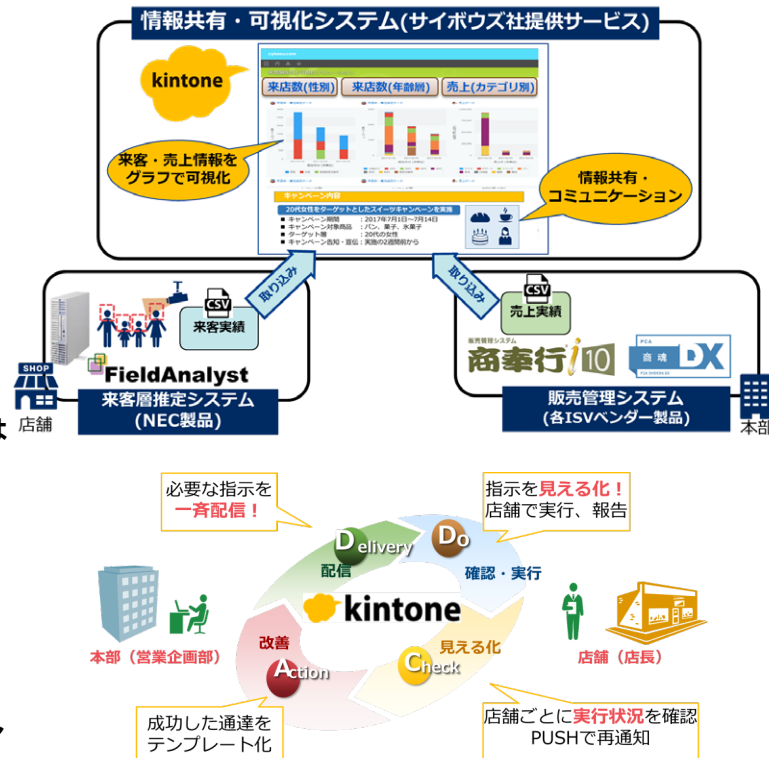 情報共有・可視化システム(サイボウズ社提供サービス)
kintone
来店数(性別)
来店数(年齢層)
売上(カテゴリ別)
来客・売上情報を
グラフで可視化
情報共有・
コミュニケーション
キャンペーン内容
20代女性をターゲットとしたスイーツキャンペーンを実施
■ キャンペーン期間 :2017年7月1日~7月14日
■ キャンペーン対象商品 :パン、菓子、氷菓子
■ ターゲット層 :20代の女性
■ キャンペーン告知・宣伝:実施の2週間前から
取り込み
取り込み
CSV
来客実績
CSV
売上実績
FieldAnalyst
販売管理システム
商奉行i10
PCA
商魂DX
SHOP
店舗
来客層推定システム
(NEC製品)
販売管理システム
(各ISVベンダー製品)
本部
は
必要な指示を
一斉配信!
指示を見える化!
店舗で実行、報告
Delivery
配信
Do
確認・実行
kintone
本部(営業企画部)
店舗(店長)
改善
Action
見える化
Check
成功した通達を
テンプレート化
店舗ごとに実行状況を確認
PUSHで再通知